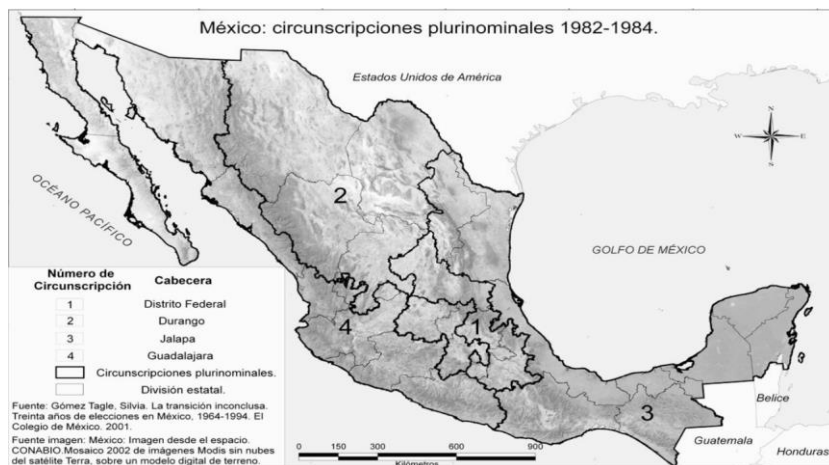 México: circunscripciones plurinominales 1982-1984.
Estados Unidos de América
N
W
E
S
OCÉANO PACÍFICO
2
GOLFO DE MÉXICO
Número de Circunscripción
Cabecera
1 Distrito Federal
2 Durango
3 Jalapa
4 Guadalajara
Circunscripciones plurinominales.
División estatal.
Fuente: Gómez Tagle, Silvia. La transición inconclusa.
Treinta años de elecciones en México, 1964-1994. El
Colegio de México. 2001.
Fuente imagen: México: Imagen desde el espacio.
CONABIO.Mosaico 2002 de imágenes Modis sin nubes
del satélite Terra, sobre un modelo digital de terreno.
4
1
3
Belice
Guatemala
Honduras
0 150 300 450 600 900
Kilómetros